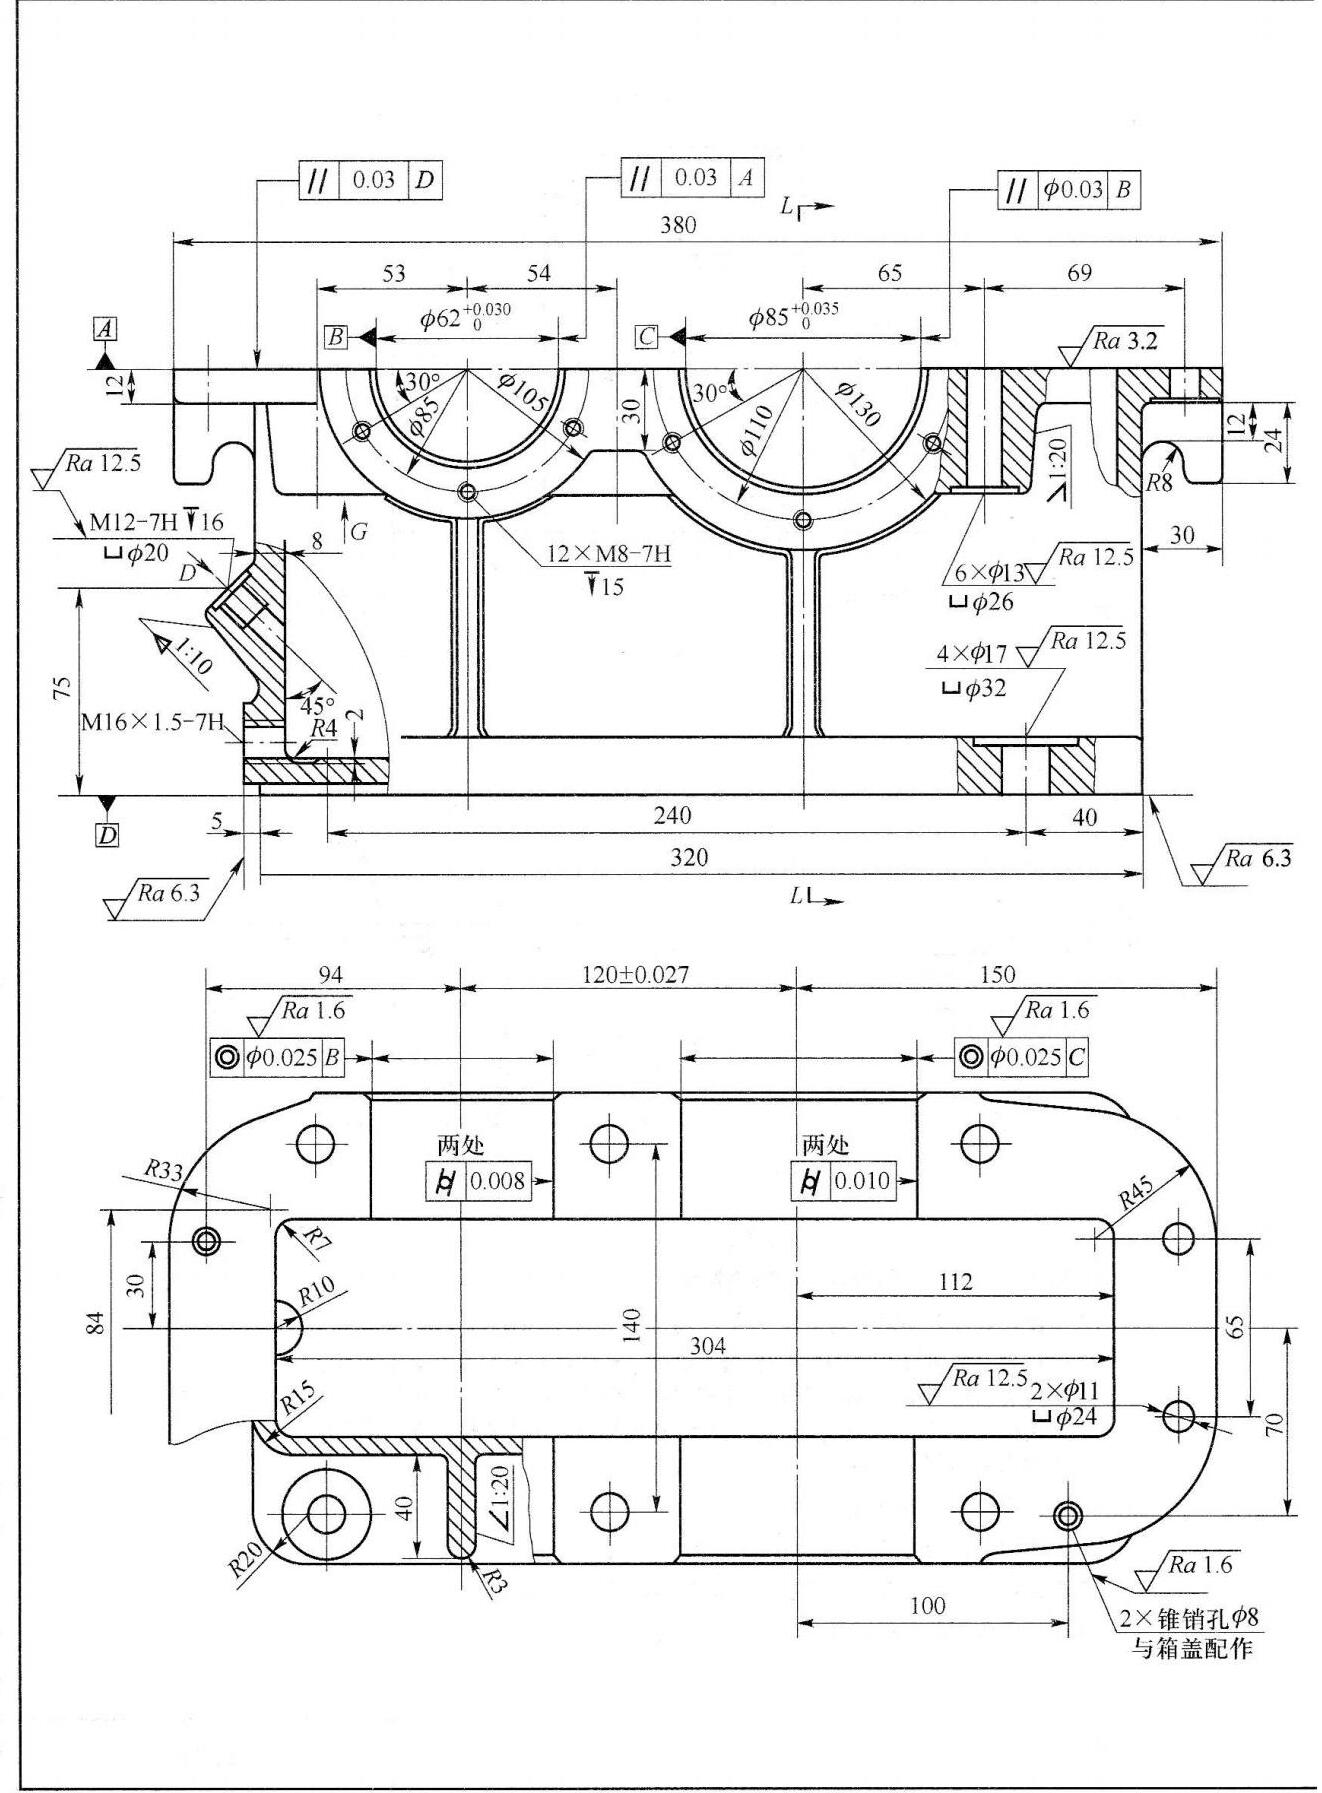 // 0.03 D
// 0.03 A
// φ0.03 B
L
380
53
54
65
69
φ62 +0.030 0
φ85 +0.035 0
A
B
C
Ra 3.2
12
30°
φ85
φ105
30
30°
φ110
φ130
1:20
12
24
R8
Ra 12.5
M12-7H ↧16
⌴φ20
D
8
G
12×M8-7H
↧15
6×φ13
Ra 12.5
⌴φ26
30
4×φ17
Ra 12.5
⌴φ32
1:10
75
45°
M16×1.5-7H
R4
2
D
5
240
40
320
Ra 6.3
Ra 6.3
L
94
120±0.027
150
Ra 1.6
Ra 1.6
◎ φ0.025 B
◎ φ0.025 C
两处
⌭ 0.008
两处
⌭ 0.010
R33
R7
R45
30
84
R10
112
140
304
65
Ra 12.5
2×φ11
⌴φ24
70
R15
40
1:20
R20
R3
Ra 1.6
100
2×锥销孔φ8
与箱盖配作